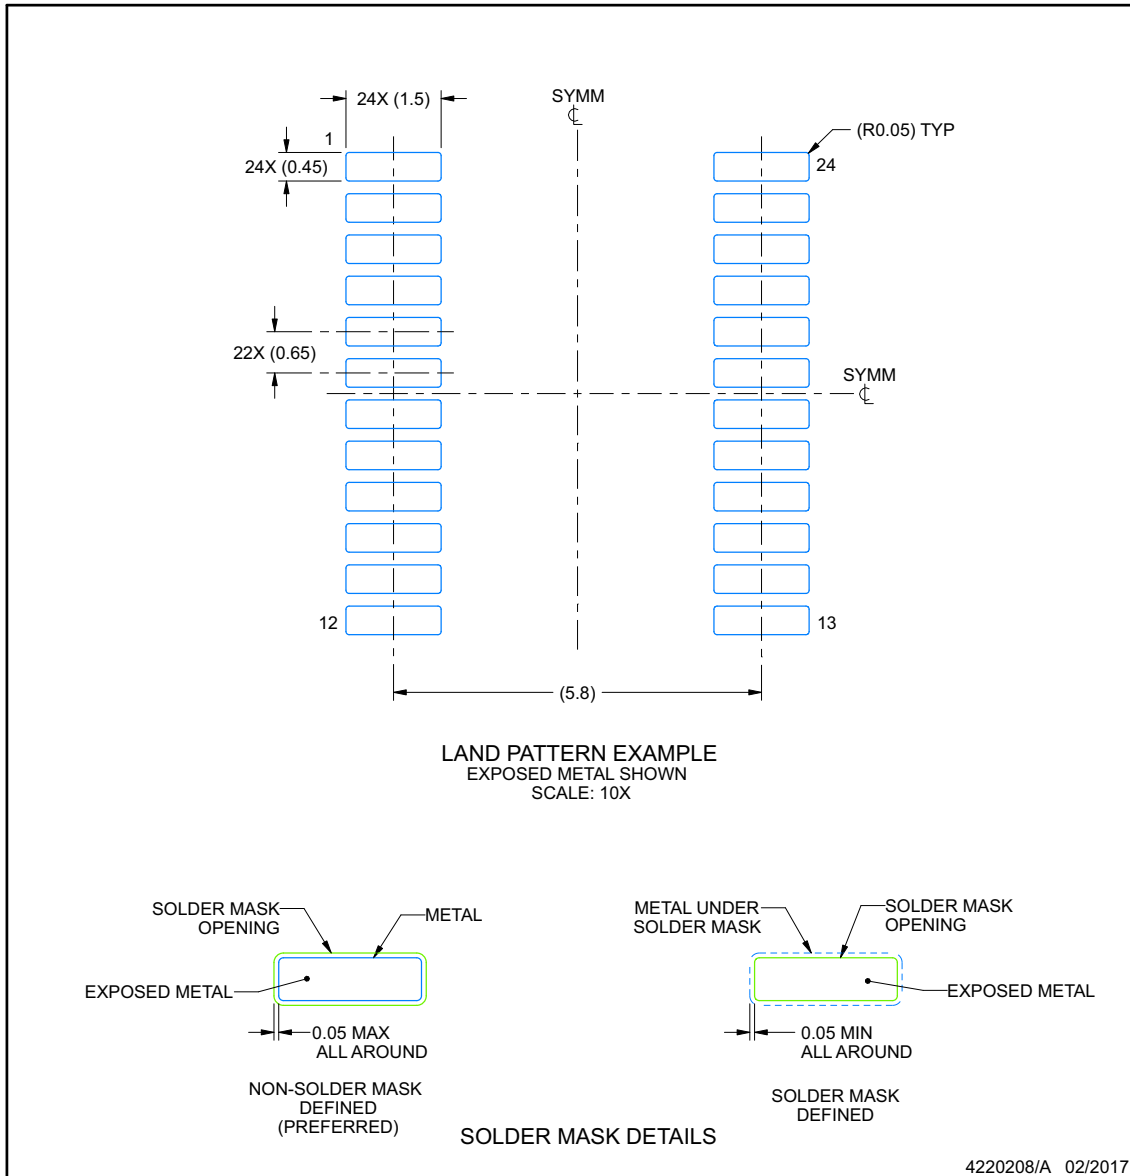 24X (1.5)
SYMM
℄
(R0.05) TYP
1
24X (0.45)
24
22X (0.65)
SYMM
℄
12
13
(5.8)
LAND PATTERN EXAMPLE
EXPOSED METAL SHOWN
SCALE: 10X
SOLDER MASK
OPENING
METAL
EXPOSED METAL
0.05 MAX
ALL AROUND
NON-SOLDER MASK
DEFINED
(PREFERRED)
METAL UNDER
SOLDER MASK
SOLDER MASK
OPENING
EXPOSED METAL
0.05 MIN
ALL AROUND
SOLDER MASK
DEFINED
SOLDER MASK DETAILS
4220208/A 02/2017